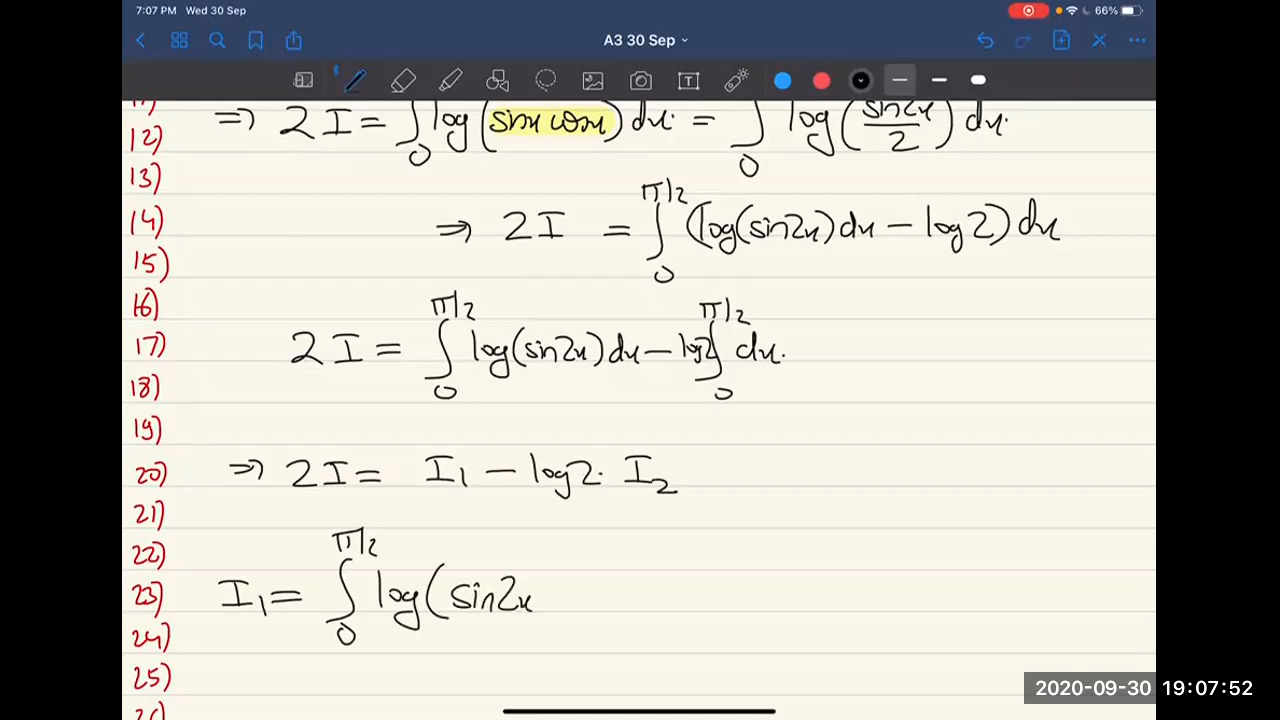 7:07 PM Wed 30 Sep 66%
A3 30 Sep
11)
⇒ 2I = ∫₀ log(sinx cosx) dx. = ∫₀ log(sin2x/2) dx.
12)
13)
14) ⇒ 2I = ∫₀^(π/2) (log(sin2x)dx − log2) dx
15)
16)
17) 2I = ∫₀^(π/2) log(sin2x)dx − log2 ∫₀^(π/2) dx.
18)
19)
20) ⇒ 2I = I₁ − log2· I₂
21)
22)
23) I₁ = ∫₀^(π/2) log(sin2x
24)
25)
2020-09-30 19:07:52